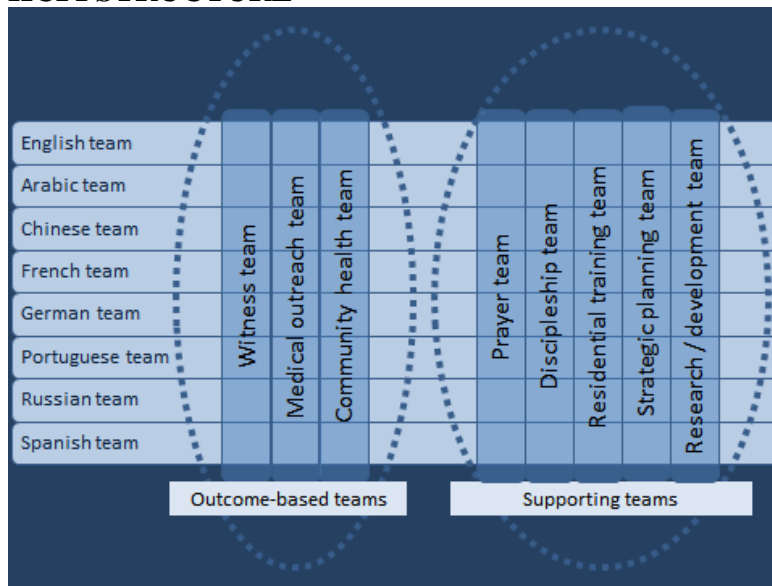 English team
Arabic team
Chinese team
French team
German team
Portuguese team
Russian team
Spanish team
Witness team
Medical outreach team
Community health team
Prayer team
Discipleship team
Residential training team
Strategic planning team
Research / development team
Outcome-based teams
Supporting teams